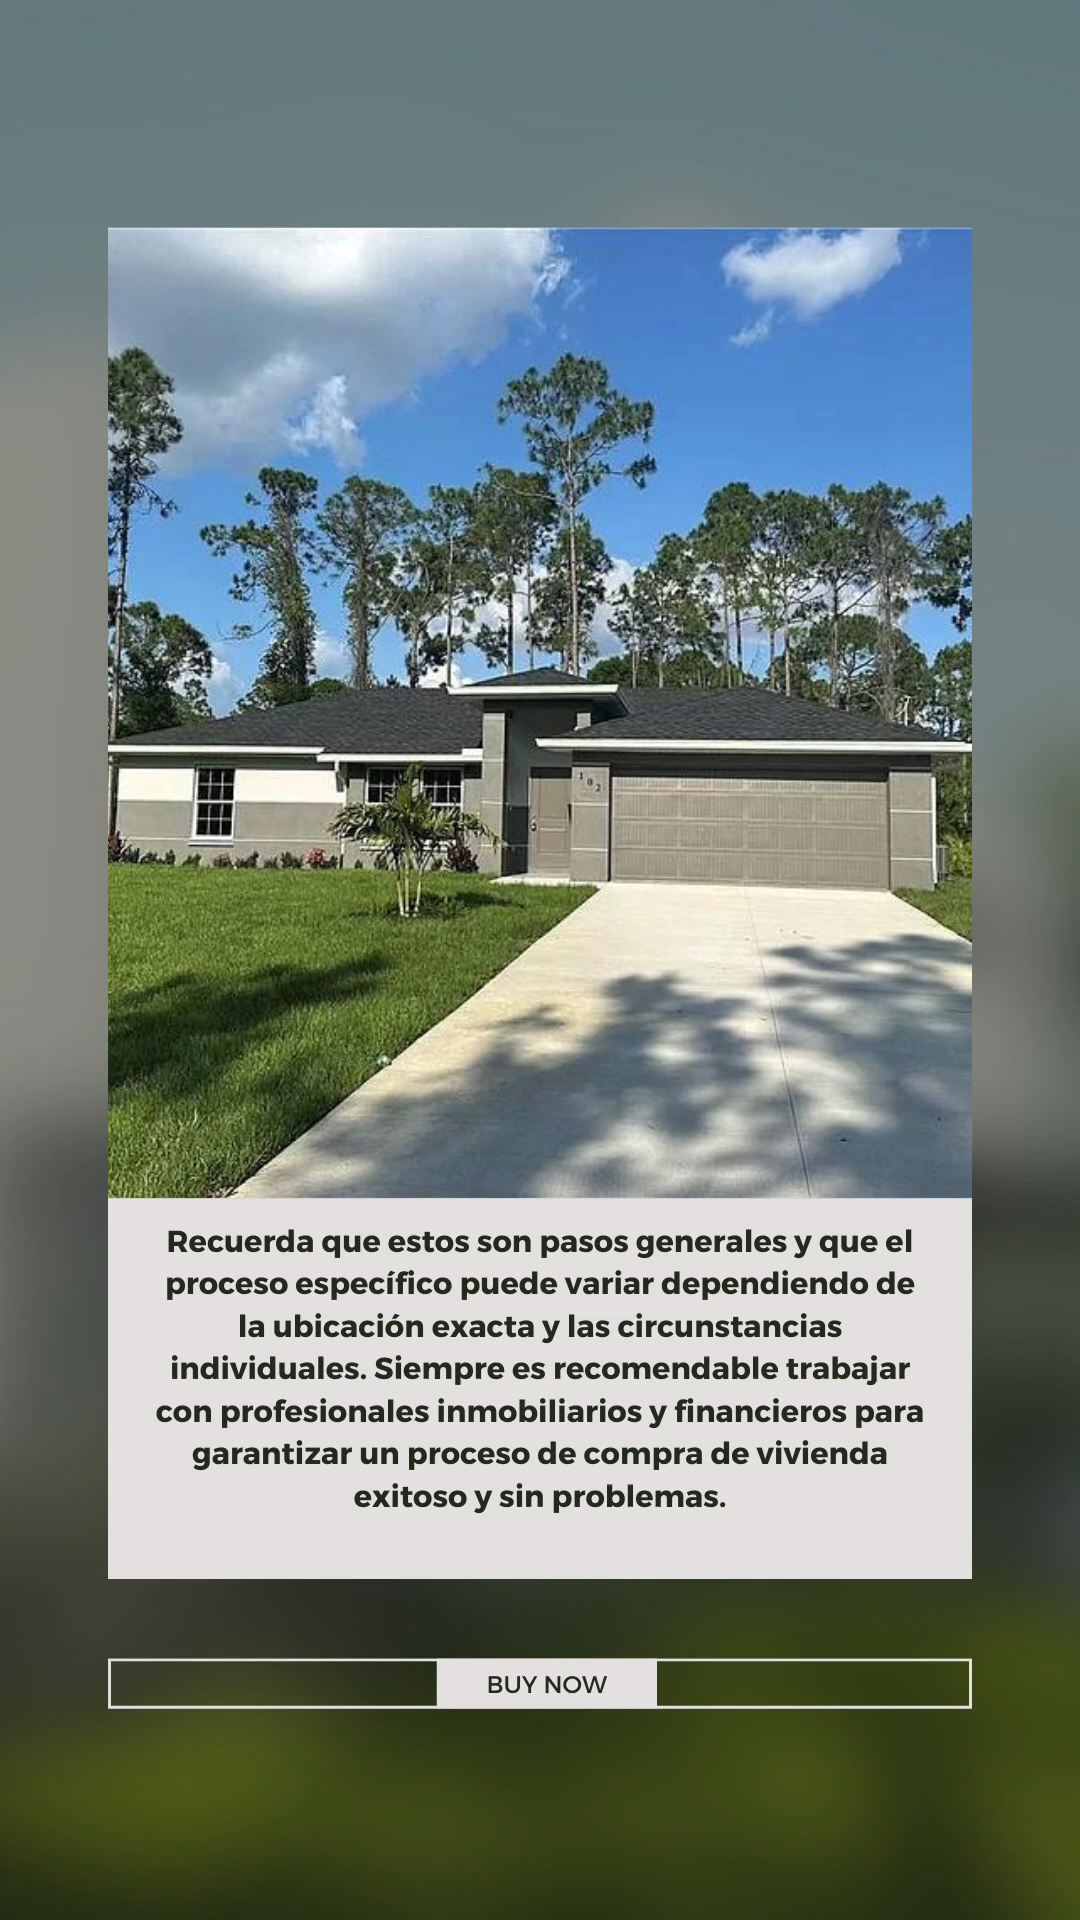 102
Recuerda que estos son pasos generales y que el
proceso específico puede variar dependiendo de
la ubicación exacta y las circunstancias
individuales. Siempre es recomendable trabajar
con profesionales inmobiliarios y financieros para
garantizar un proceso de compra de vivienda
exitoso y sin problemas.
BUY NOW